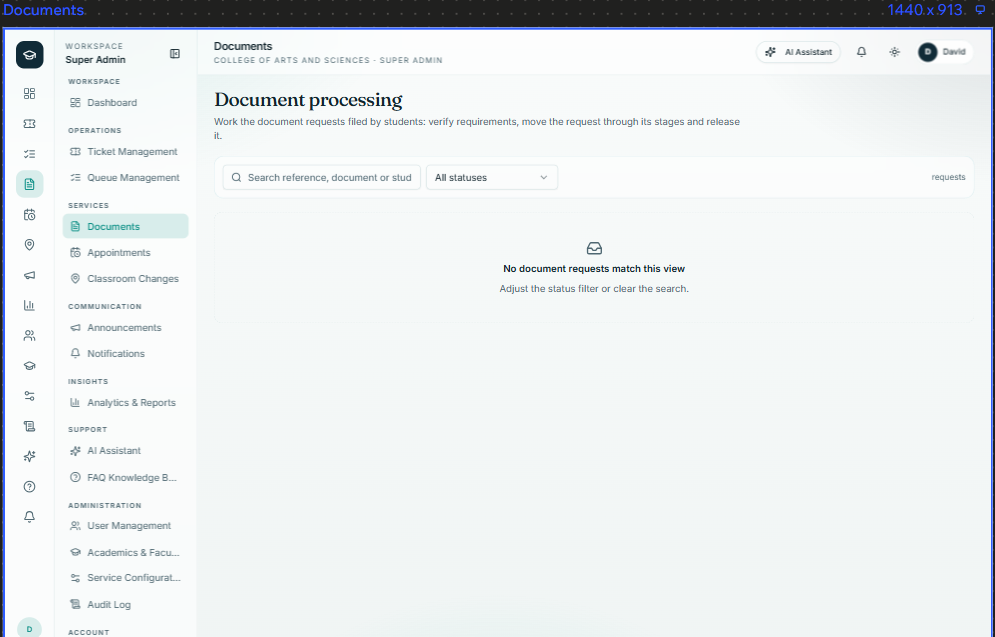 Documents
1440 x 913
WORKSPACE
Super Admin
WORKSPACE
Dashboard
OPERATIONS
Ticket Management
Queue Management
SERVICES
Documents
Appointments
Classroom Changes
COMMUNICATION
Announcements
Notifications
INSIGHTS
Analytics & Reports
SUPPORT
AI Assistant
FAQ Knowledge B...
ADMINISTRATION
User Management
Academics & Facu...
Service Configurat...
Audit Log
ACCOUNT
D
Documents
COLLEGE OF ARTS AND SCIENCES - SUPER ADMIN
AI Assistant
D
David
Document processing
Work the document requests filed by students: verify requirements, move the request through its stages and release
it.
Search reference, document or stud
All statuses
requests
No document requests match this view
Adjust the status filter or clear the search.